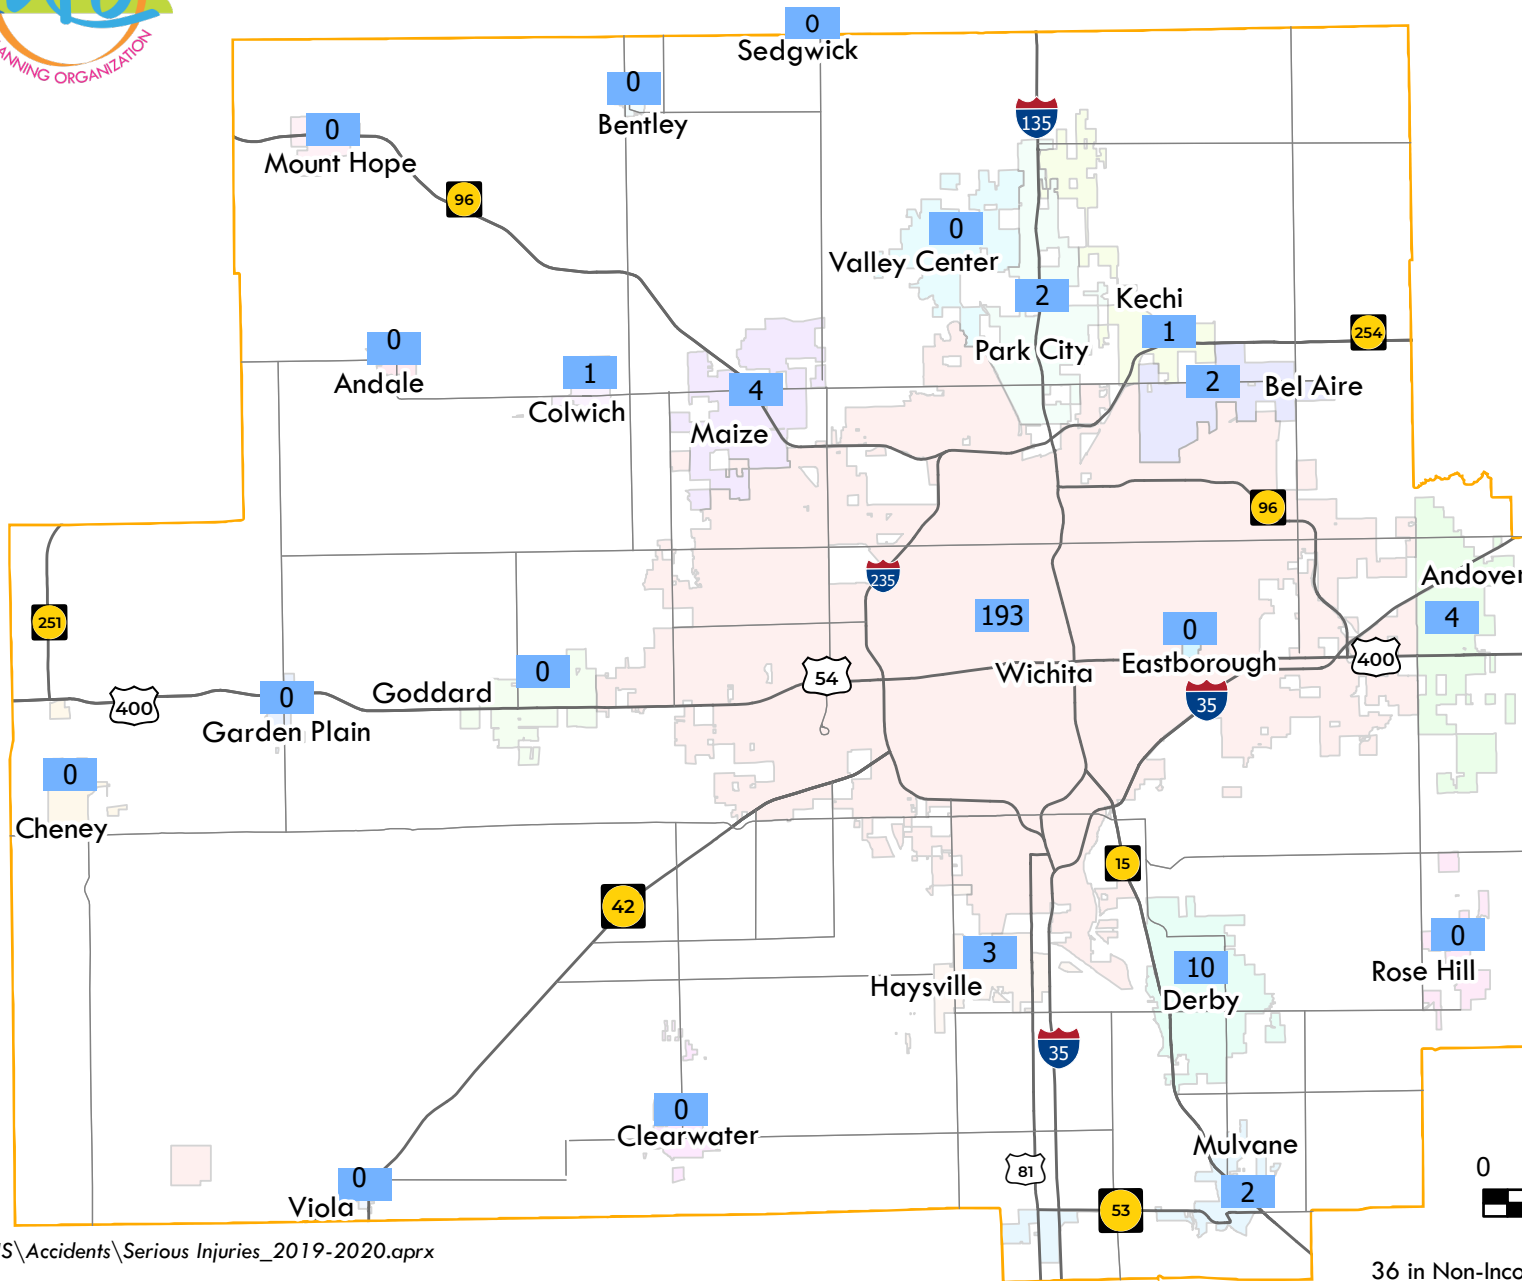 ANNING ORGANIZATION
0
Sedgwick
0
Bentley
0
Mount Hope
135
96
0
Valley Center
2
Park City
Kechi
1
254
0
Andale
1
Colwich
4
Maize
2
Bel Aire
96
235
Andover
4
251
193
Wichita
0
Eastborough
400
54
35
0
Goddard
400
0
Garden Plain
0
Cheney
15
42
3
Haysville
10
Derby
0
Rose Hill
35
0
Clearwater
Mulvane
2
81
53
0
Viola
0
S\Accidents\Serious Injuries_2019-2020.aprx
36 in Non-Inco